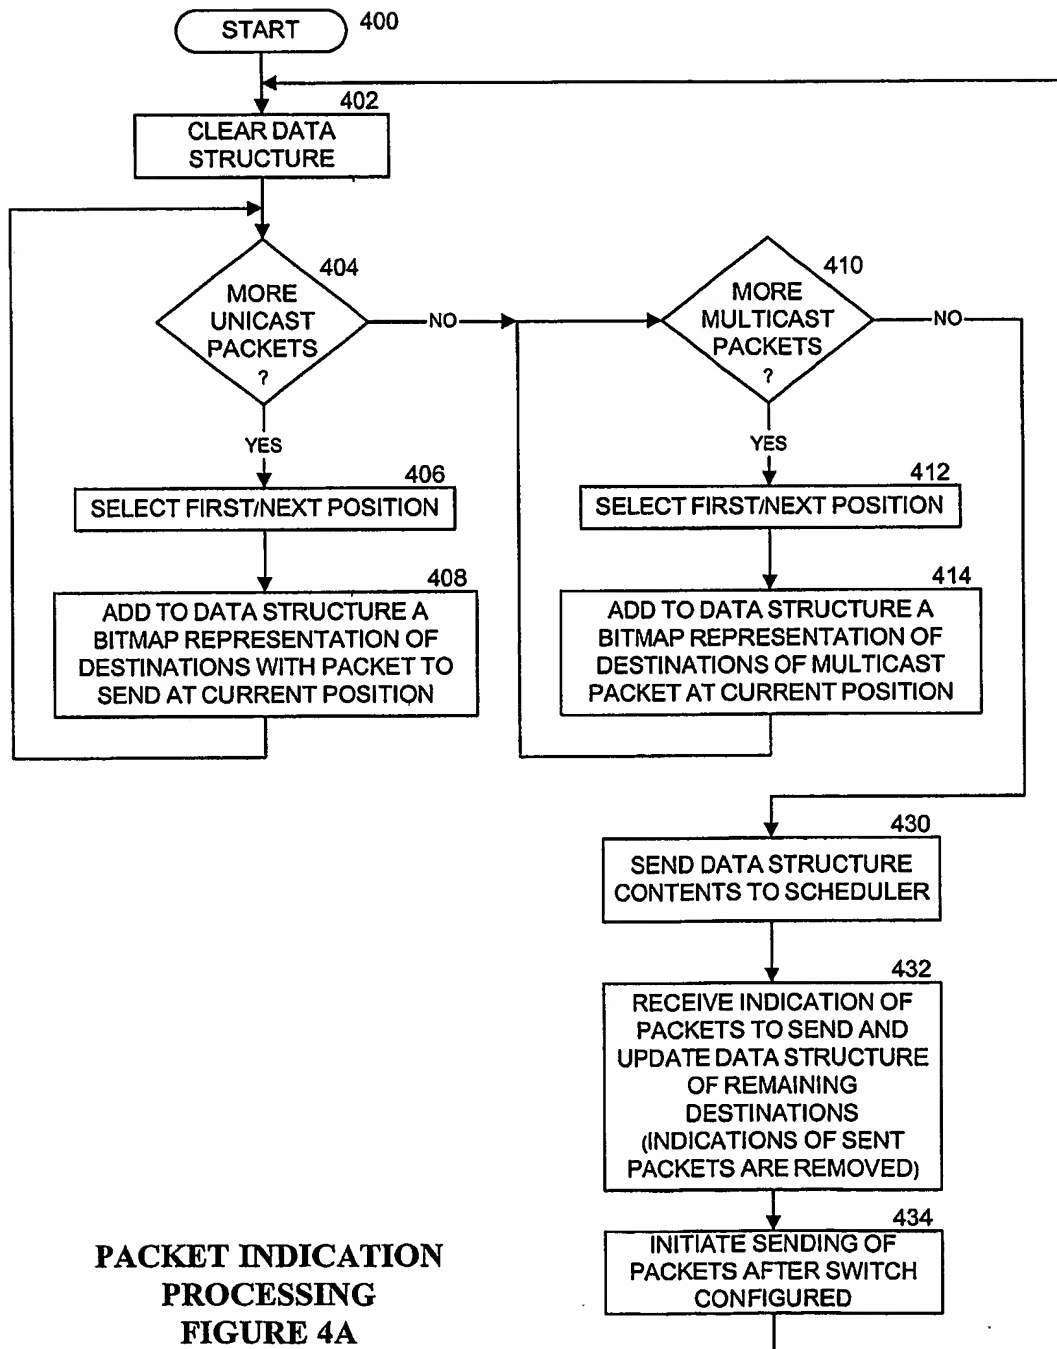 START
400
402
CLEAR DATA
STRUCTURE
404
MORE
UNICAST
PACKETS
?
NO
YES
406
SELECT FIRST/NEXT POSITION
408
ADD TO DATA STRUCTURE A
BITMAP REPRESENTATION OF
DESTINATIONS WITH PACKET TO
SEND AT CURRENT POSITION
410
MORE
MULTICAST
PACKETS
?
NO
YES
412
SELECT FIRST/NEXT POSITION
414
ADD TO DATA STRUCTURE A
BITMAP REPRESENTATION OF
DESTINATIONS OF MULTICAST
PACKET AT CURRENT POSITION
430
SEND DATA STRUCTURE
CONTENTS TO SCHEDULER
432
RECEIVE INDICATION OF
PACKETS TO SEND AND
UPDATE DATA STRUCTURE
OF REMAINING
DESTINATIONS
(INDICATIONS OF SENT
PACKETS ARE REMOVED)
434
INITIATE SENDING OF
PACKETS AFTER SWITCH
CONFIGURED
PACKET INDICATION
PROCESSING
FIGURE 4A